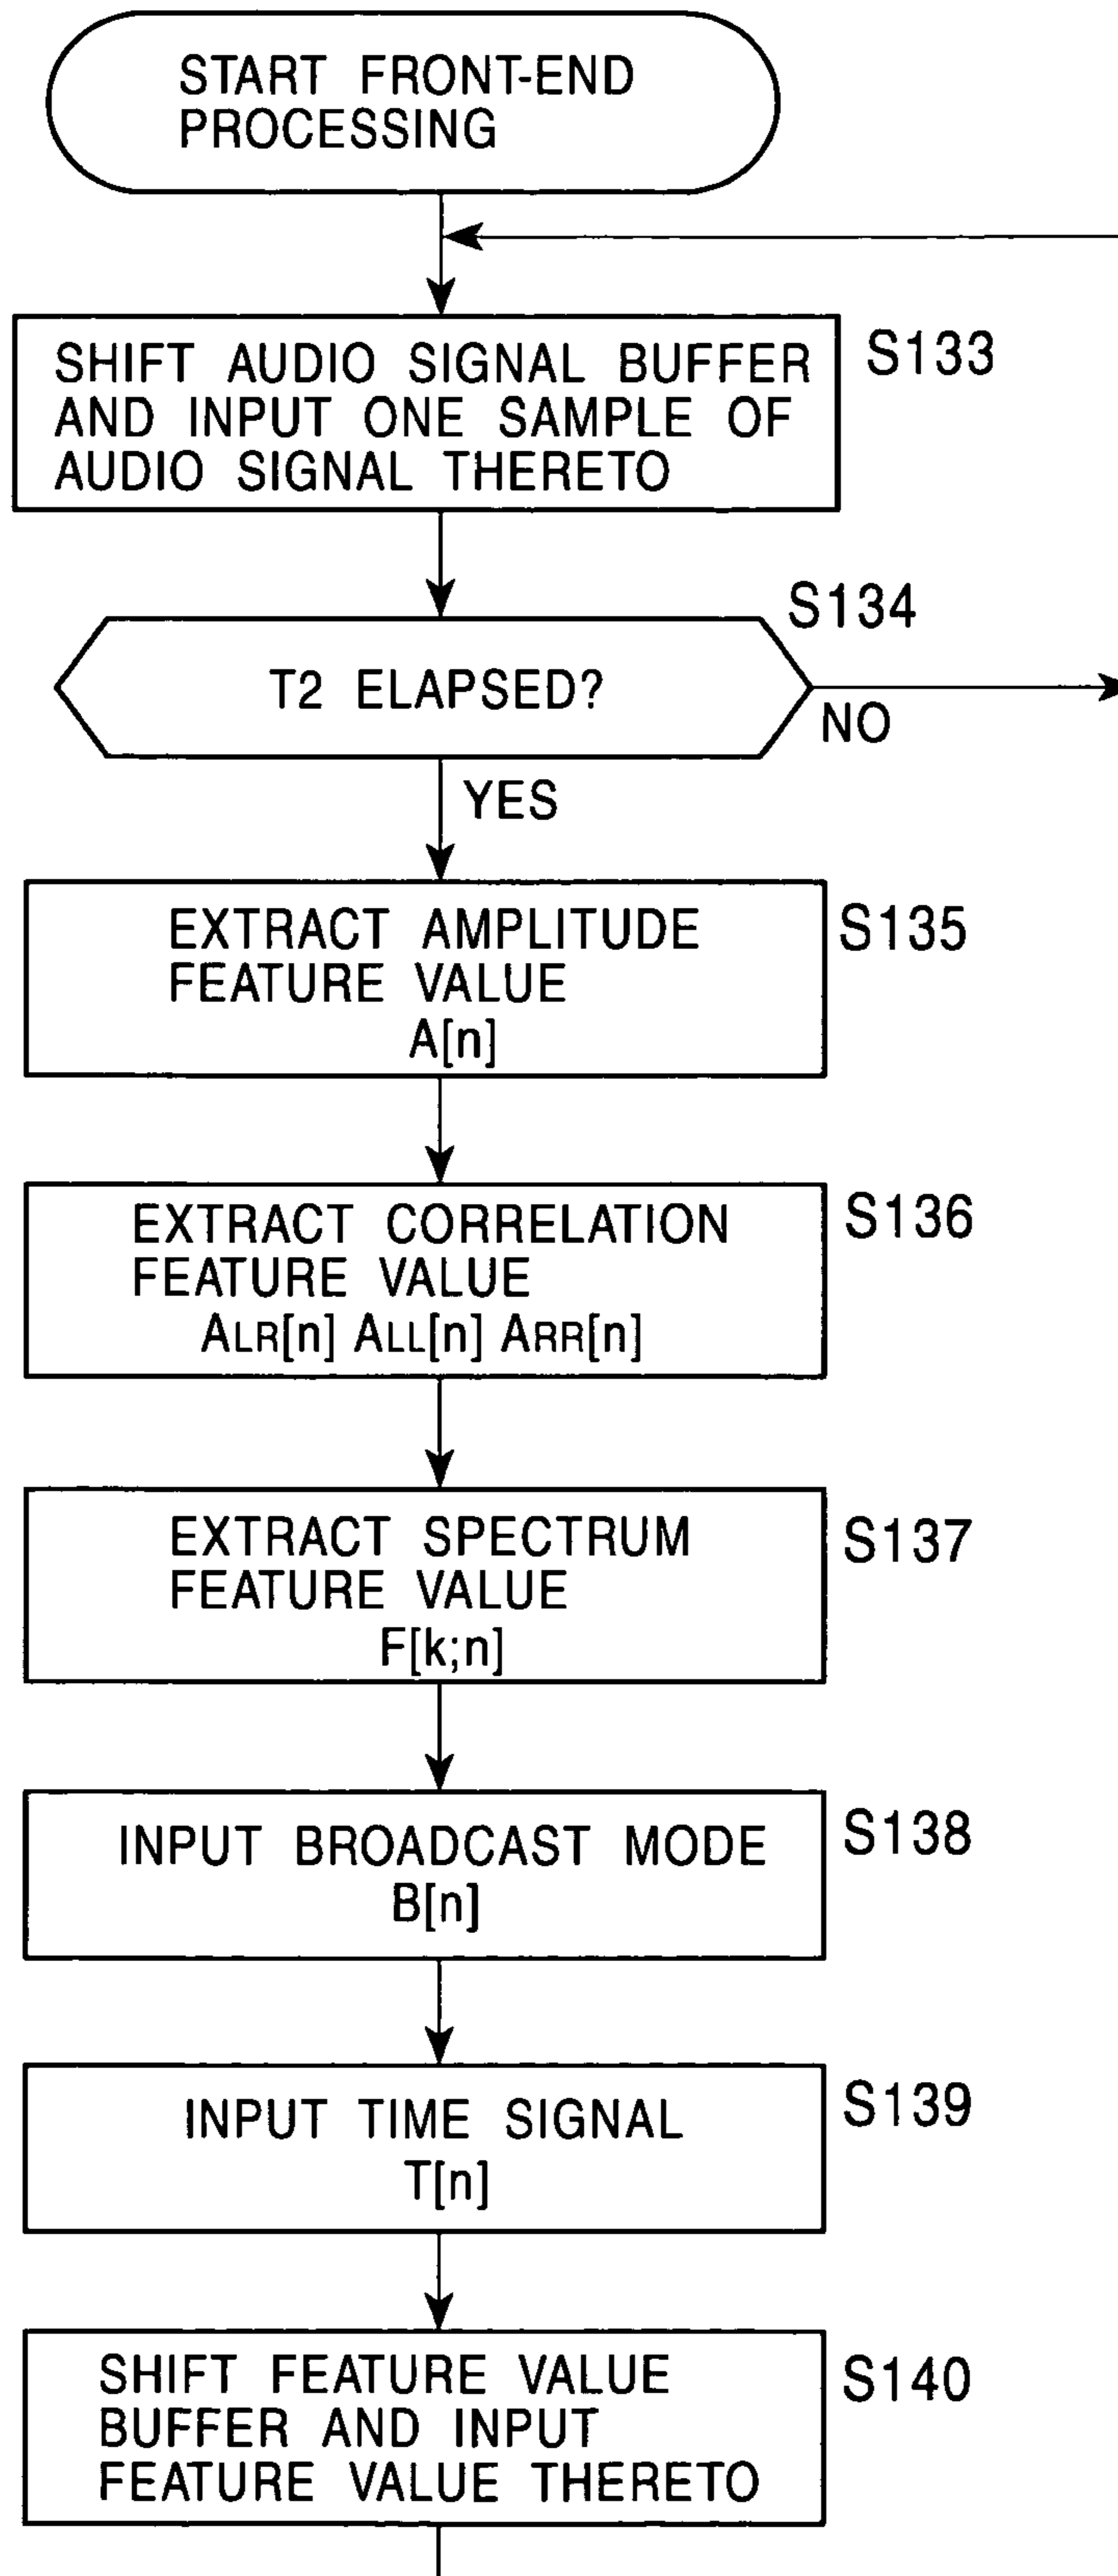 START FRONT-END
PROCESSING
SHIFT AUDIO SIGNAL BUFFER
AND INPUT ONE SAMPLE OF
AUDIO SIGNAL THERETO
S133
S134
T2 ELAPSED?
NO
YES
EXTRACT AMPLITUDE
FEATURE VALUE
A[n]
S135
EXTRACT CORRELATION
FEATURE VALUE
ALR[n] ALL[n] ARR[n]
S136
EXTRACT SPECTRUM
FEATURE VALUE
F[k;n]
S137
INPUT BROADCAST MODE
B[n]
S138
INPUT TIME SIGNAL
T[n]
S139
SHIFT FEATURE VALUE
BUFFER AND INPUT
FEATURE VALUE THERETO
S140